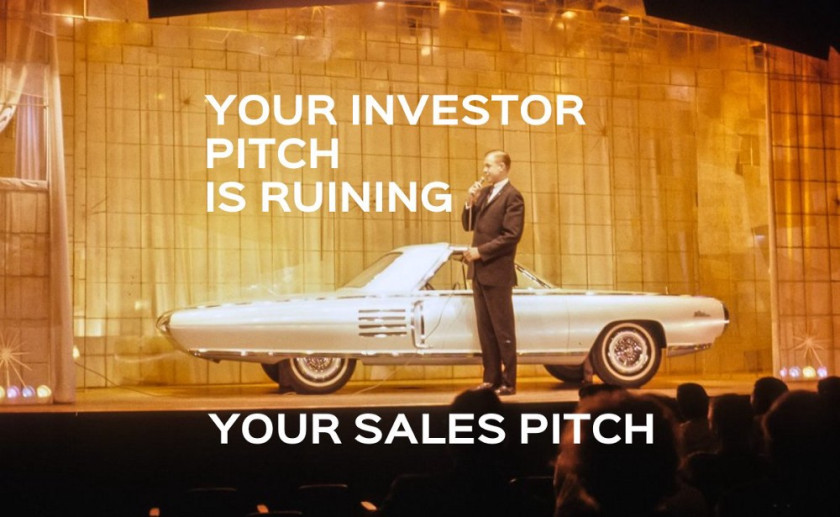 YOUR INVESTOR
PITCH
IS RUINING
YOUR SALES PITCH